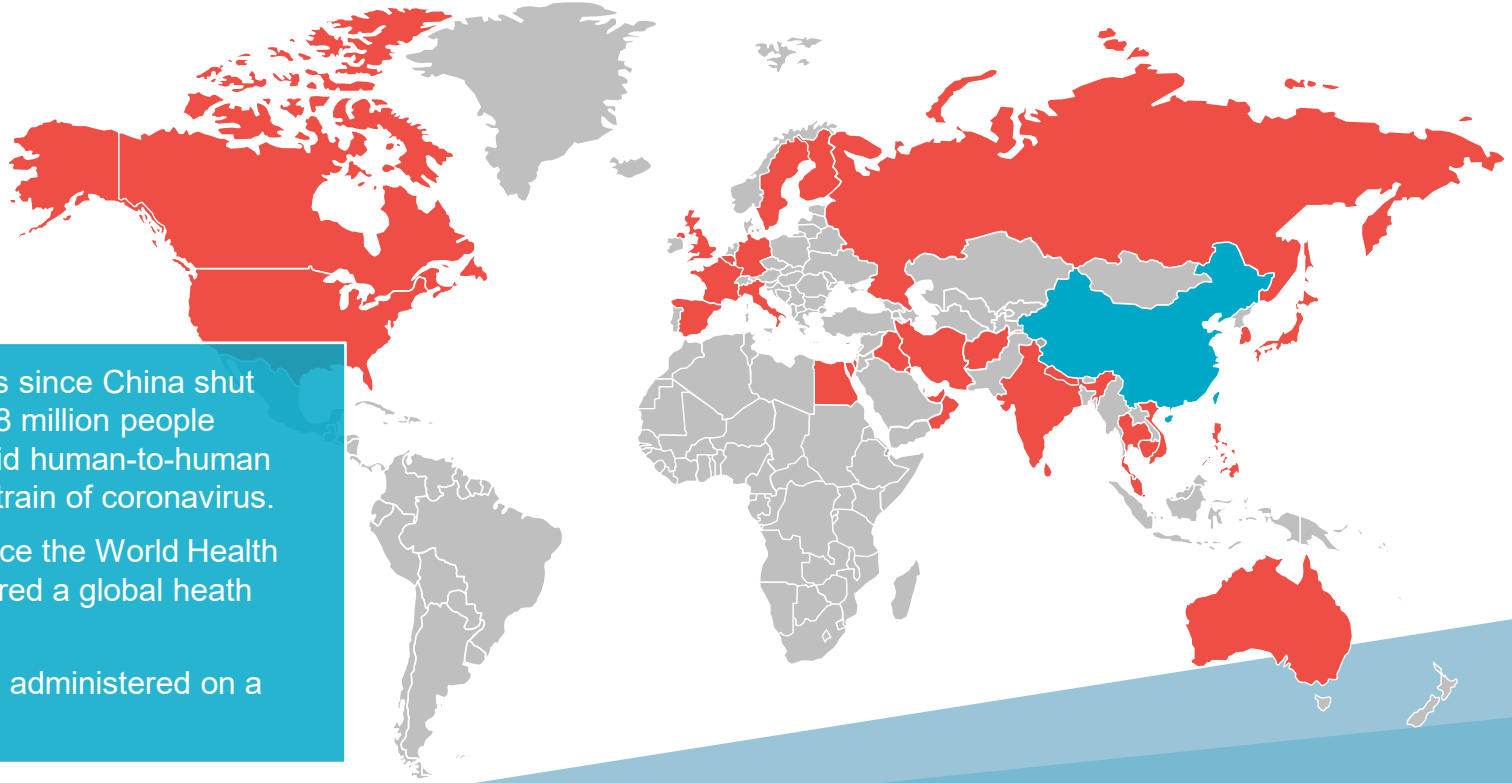 s since China shut
8 million people
id human-to-human
train of coronavirus.
ce the World Health
red a global heath
administered on a